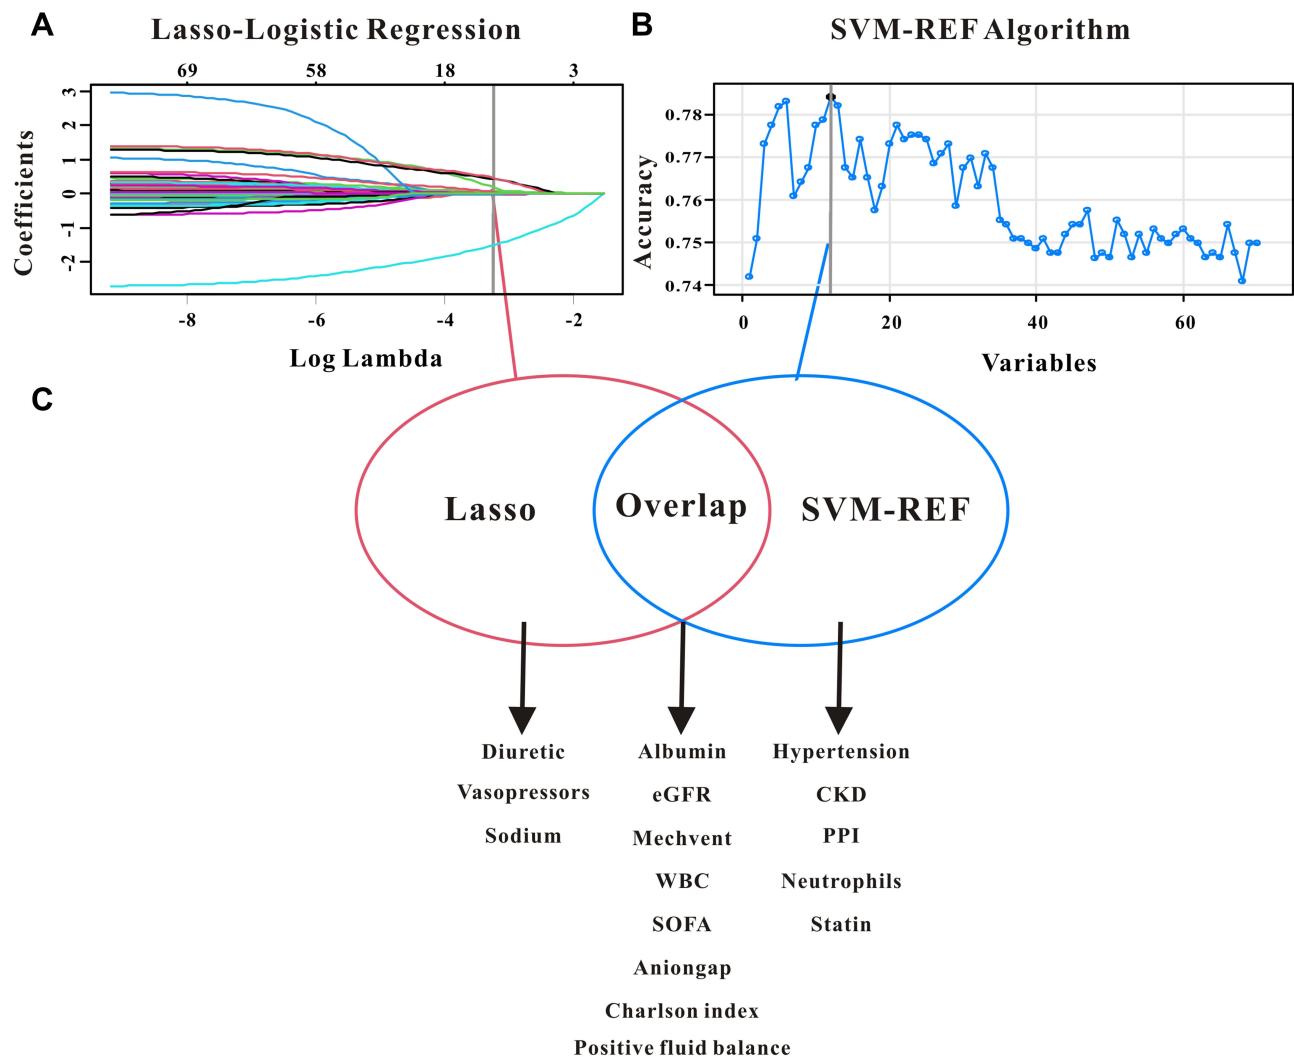 A
Lasso-Logistic Regression
69
58
18
3
3
2
1
0
-1
-2
Coefficients
-8
-6
-4
-2
Log Lambda
B
SVM-REF Algorithm
0.78
0.77
0.76
0.75
0.74
Accuracy
0
20
40
60
Variables
C
Lasso
Overlap
SVM-REF
Diuretic
Vasopressors
Sodium
Albumin
eGFR
Mechvent
WBC
SOFA
Aniongap
Charlson index
Positive fluid balance
Hypertension
CKD
PPI
Neutrophils
Statin